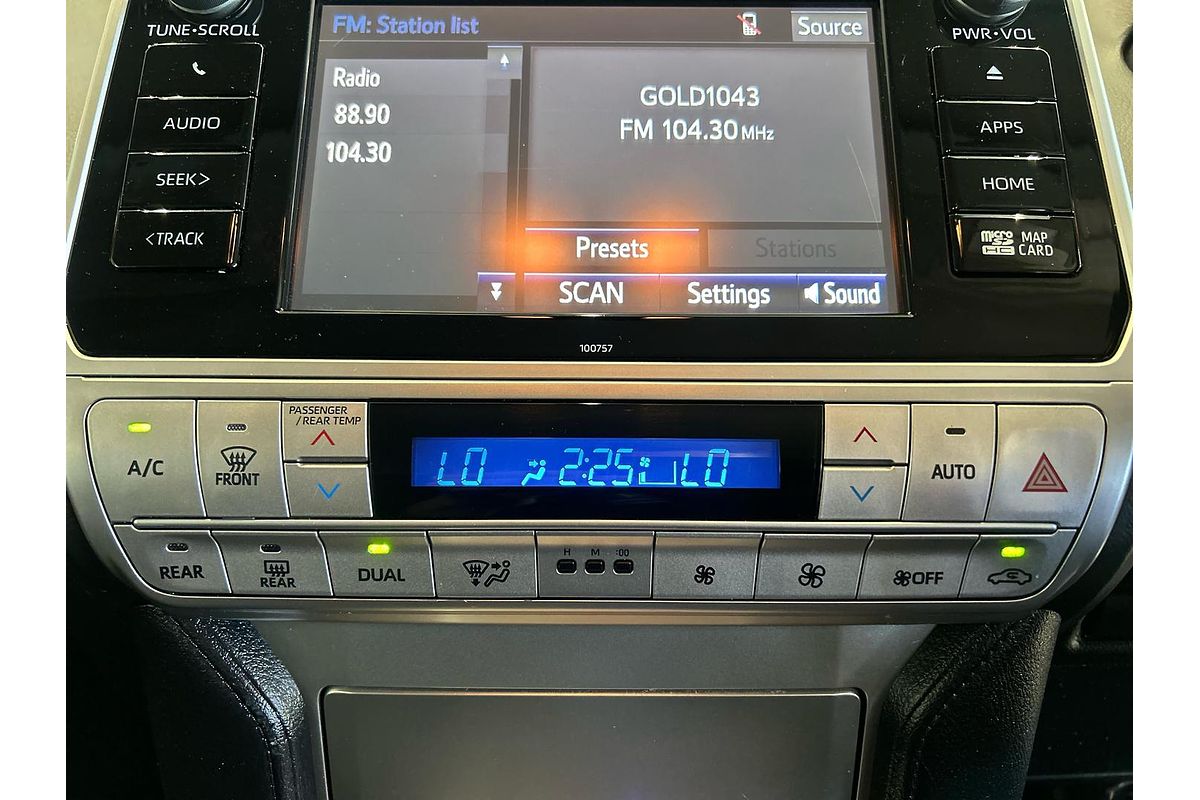 TUNE•SCROLL
AUDIO
SEEK>
<TRACK
FM: Station list
Source
Radio
88.90
104.30
GOLD1043
FM 104.30 MHz
Presets
Stations
SCAN
Settings
Sound
PWR•VOL
APPS
HOME
micro SD HC
MAP CARD
100757
A/C
FRONT
PASSENGER
/REAR TEMP
LO 2:25 LO
AUTO
REAR
REAR
DUAL
H M :00
OFF